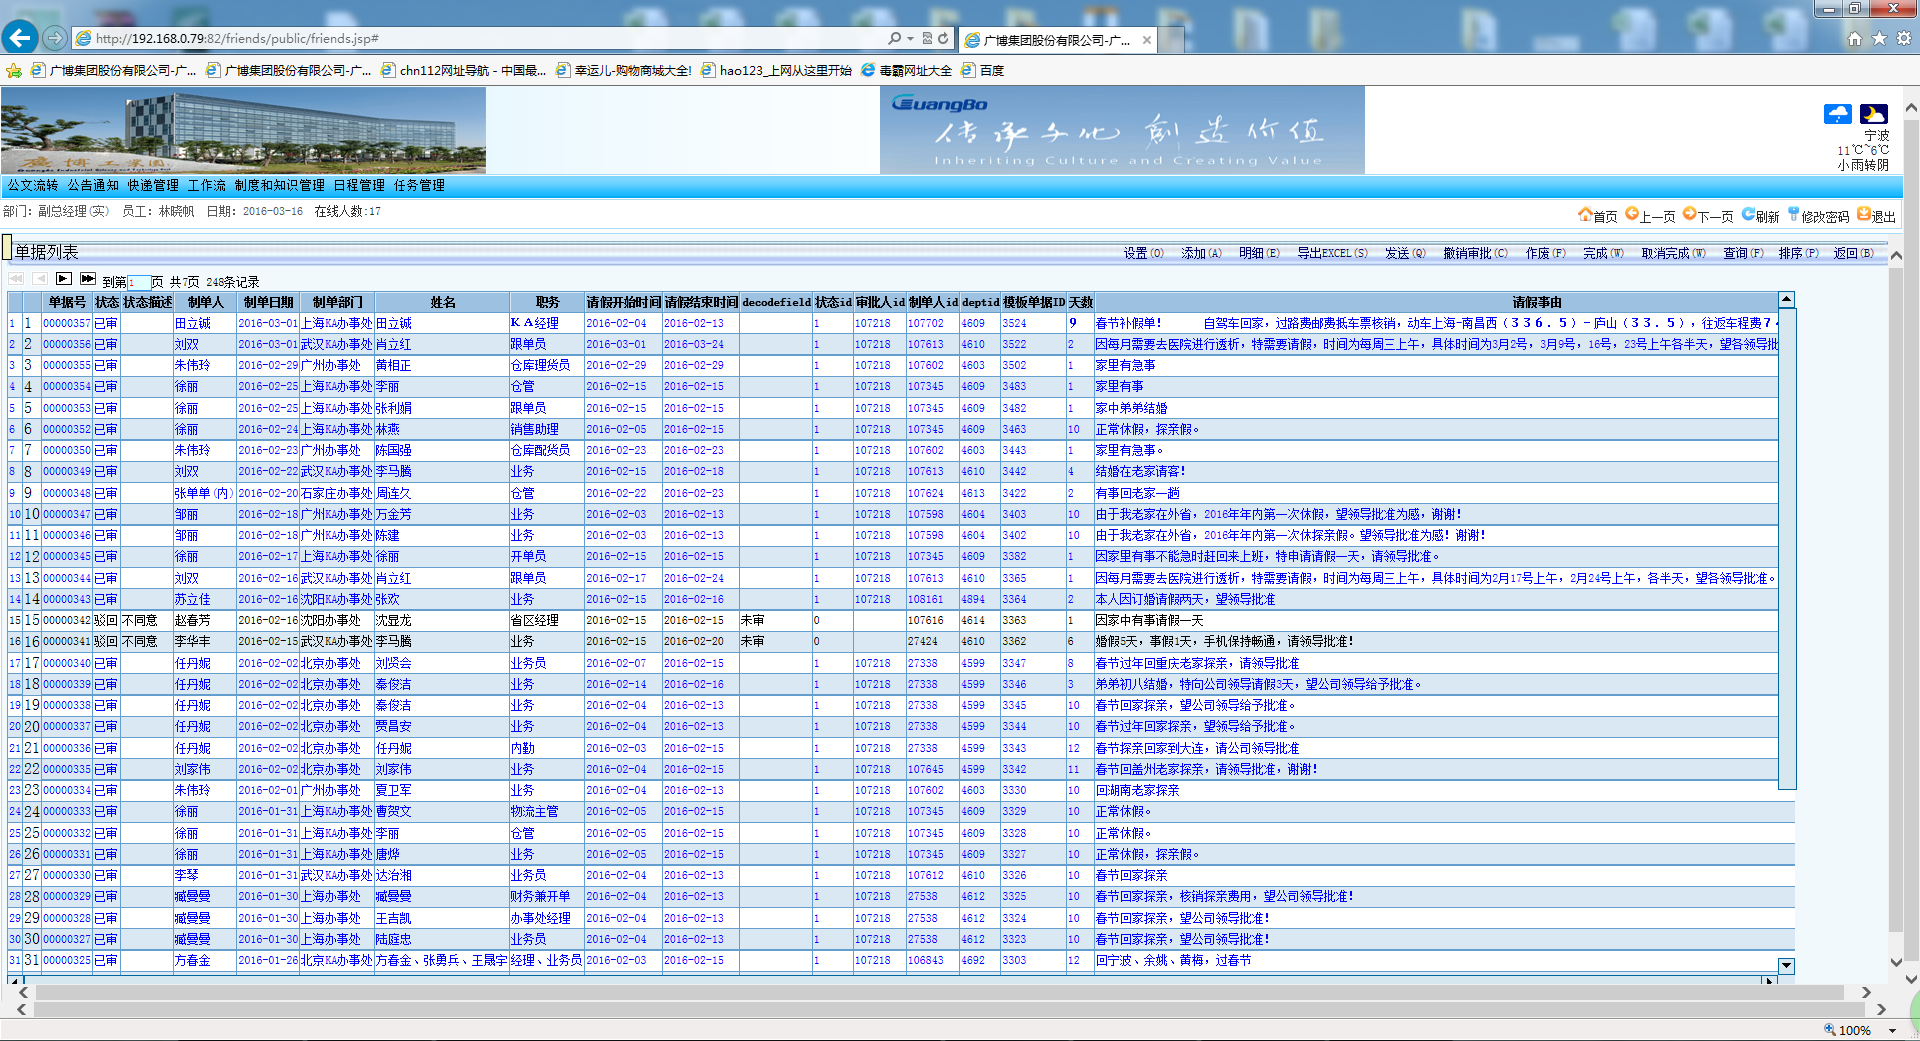 http://192.168.0.79:82/friends/public/friends.jsp#
广博集团股份有限公司-广...
广博集团股份有限公司-广... 广博集团股份有限公司-广... chn112网址导航 - 中国最... 幸运儿-购物商城大全! hao123_上网从这里开始 毒霸网址大全 百度
GuangBo
传承文化 创造价值
Inheriting Culture and Creating Value
宁波
11℃~6℃
小雨转阴
公文流转 公告通知 快递管理 工作流 制度和知识管理 日程管理 任务管理
部门: 副总经理(实) 员工: 林晓帆 日期: 2016-03-16 在线人数:17
首页 上一页 下一页 刷新 修改密码 退出
单据列表
设置(O) 添加(A) 明细(E) 导出EXCEL(S) 发送(Q) 撤销审批(C) 作废(F) 完成(W) 取消完成(W) 查询(F) 排序(P) 返回(B)
到第1页 共7页 248条记录
单据号 状态 状态描述 制单人 制单日期 制单部门 姓名 职务 请假开始时间 请假结束时间 decodefield 状态id 审批人id 制单人id deptid 模板单据ID 天数 请假事由
1 1 00000357 已审 田立铖 2016-03-01 上海KA办事处 田立铖 KA经理 2016-02-04 2016-02-13 1 107218 107702 4609 3524 9 春节补假单! 自驾车回家，过路费邮费抵车票核销，动车上海-南昌西（336.5）-庐山（33.5），往返车程费74
2 2 00000356 已审 刘双 2016-03-01 武汉KA办事处 肖立红 跟单员 2016-03-01 2016-03-24 1 107218 107613 4610 3522 2 因每月需要去医院进行透析，特需要请假，时间为每周三上午，具体时间为3月2号，3月9号，16号，23号上午各半天，望各领导批
3 3 00000355 已审 朱伟玲 2016-02-29 广州办事处 黄相正 仓库理货员 2016-02-29 2016-02-29 1 107218 107602 4603 3502 1 家里有急事
4 4 00000354 已审 徐丽 2016-02-25 上海KA办事处 李丽 仓管 2016-02-15 2016-02-15 1 107218 107345 4609 3483 1 家里有事
5 5 00000353 已审 徐丽 2016-02-25 上海KA办事处 张利娟 跟单员 2016-02-15 2016-02-15 1 107218 107345 4609 3482 1 家中弟弟结婚
6 6 00000352 已审 徐丽 2016-02-24 上海KA办事处 林燕 销售助理 2016-02-05 2016-02-15 1 107218 107345 4609 3463 10 正常休假，探亲假。
7 7 00000350 已审 朱伟玲 2016-02-23 广州办事处 陈国强 仓库配货员 2016-02-23 2016-02-23 1 107218 107602 4603 3443 1 家里有急事。
8 8 00000349 已审 刘双 2016-02-22 武汉KA办事处 李马腾 业务 2016-02-15 2016-02-18 1 107218 107613 4610 3442 4 结婚在老家请客!
9 9 00000348 已审 张单单(内) 2016-02-20 石家庄办事处 周连久 仓管 2016-02-22 2016-02-23 1 107218 107624 4613 3422 2 有事回老家一趟
10 10 00000347 已审 邹丽 2016-02-18 广州KA办事处 万金芳 业务 2016-02-03 2016-02-13 1 107218 107598 4604 3403 10 由于我老家在外省，2016年年内第一次休假，望领导批准为感，谢谢!
11 11 00000346 已审 邹丽 2016-02-18 广州KA办事处 陈建 业务 2016-02-03 2016-02-13 1 107218 107598 4604 3402 10 由于我老家在外省，2016年年内第一次休探亲假。望领导批准为感! 谢谢!
12 12 00000345 已审 徐丽 2016-02-17 上海KA办事处 徐丽 开单员 2016-02-15 2016-02-15 1 107218 107345 4609 3382 1 因家里有事不能急时赶回来上班，特申请请假一天，请领导批准。
13 13 00000344 已审 刘双 2016-02-16 武汉KA办事处 肖立红 跟单员 2016-02-17 2016-02-24 1 107218 107613 4610 3365 1 因每月需要去医院进行透析，特需要请假，时间为每周三上午，具体时间为2月17号上午，2月24号上午，各半天，望各领导批准。
14 14 00000343 已审 苏立佳 2016-02-16 沈阳KA办事处 张欢 业务 2016-02-15 2016-02-16 1 107218 108161 4894 3364 2 本人因订婚请假两天，望领导批准
15 15 00000342 驳回 不同意 赵春芳 2016-02-16 沈阳办事处 沈显龙 省区经理 2016-02-15 2016-02-15 未审 0 107616 4614 3363 1 因家中有事请假一天
16 16 00000341 驳回 不同意 李华丰 2016-02-15 武汉KA办事处 李马腾 业务 2016-02-15 2016-02-20 未审 0 27424 4610 3362 6 婚假5天，事假1天，手机保持畅通，请领导批准!
17 17 00000340 已审 任丹妮 2016-02-02 北京办事处 刘贤会 业务员 2016-02-07 2016-02-15 1 107218 27338 4599 3347 8 春节过年回重庆老家探亲，请领导批准
18 18 00000339 已审 任丹妮 2016-02-02 北京办事处 秦俊洁 业务 2016-02-14 2016-02-16 1 107218 27338 4599 3346 3 弟弟初八结婚，特向公司领导请假3天，望公司领导给予批准。
19 19 00000338 已审 任丹妮 2016-02-02 北京办事处 秦俊洁 业务 2016-02-04 2016-02-13 1 107218 27338 4599 3345 10 春节回家探亲，望公司领导给予批准。
20 20 00000337 已审 任丹妮 2016-02-02 北京办事处 贾昌安 业务 2016-02-04 2016-02-13 1 107218 27338 4599 3344 10 春节过年回家探亲，望领导给予批准。
21 21 00000336 已审 任丹妮 2016-02-02 北京办事处 任丹妮 内勤 2016-02-03 2016-02-15 1 107218 27338 4599 3343 12 春节探亲回家到大连，请公司领导批准
22 22 00000335 已审 刘家伟 2016-02-02 北京办事处 刘家伟 业务 2016-02-04 2016-02-15 1 107218 107645 4599 3342 11 春节回盖州老家探亲，请领导批准，谢谢!
23 23 00000334 已审 朱伟玲 2016-02-01 广州办事处 夏卫军 业务 2016-02-04 2016-02-13 1 107218 107602 4603 3330 10 回湖南老家探亲
24 24 00000333 已审 徐丽 2016-01-31 上海KA办事处 曹贺文 物流主管 2016-02-05 2016-02-15 1 107218 107345 4609 3329 10 正常休假。
25 25 00000332 已审 徐丽 2016-01-31 上海KA办事处 李丽 仓管 2016-02-05 2016-02-15 1 107218 107345 4609 3328 10 正常休假。
26 26 00000331 已审 徐丽 2016-01-31 上海KA办事处 唐烨 业务 2016-02-05 2016-02-15 1 107218 107345 4609 3327 10 正常休假，探亲假。
27 27 00000330 已审 李琴 2016-01-31 武汉KA办事处 达治湘 业务员 2016-02-04 2016-02-13 1 107218 107612 4610 3326 10 春节回家探亲
28 28 00000329 已审 臧曼曼 2016-01-30 上海办事处 臧曼曼 财务兼开单 2016-02-04 2016-02-13 1 107218 27538 4612 3325 10 春节回家探亲，核销探亲费用，望公司领导批准!
29 29 00000328 已审 臧曼曼 2016-01-30 上海办事处 王吉凯 办事处经理 2016-02-04 2016-02-13 1 107218 27538 4612 3324 10 春节回家探亲，望公司领导批准!
30 30 00000327 已审 臧曼曼 2016-01-30 上海办事处 陆庭忠 业务员 2016-02-04 2016-02-13 1 107218 27538 4612 3323 10 春节回家探亲，望公司领导批准!
31 31 00000325 已审 方春金 2016-01-26 北京KA办事处 方春金、张勇兵、王晟宇 经理、业务员 2016-02-03 2016-02-15 1 107218 106843 4692 3303 12 回宁波、余姚、黄梅，过春节
100%